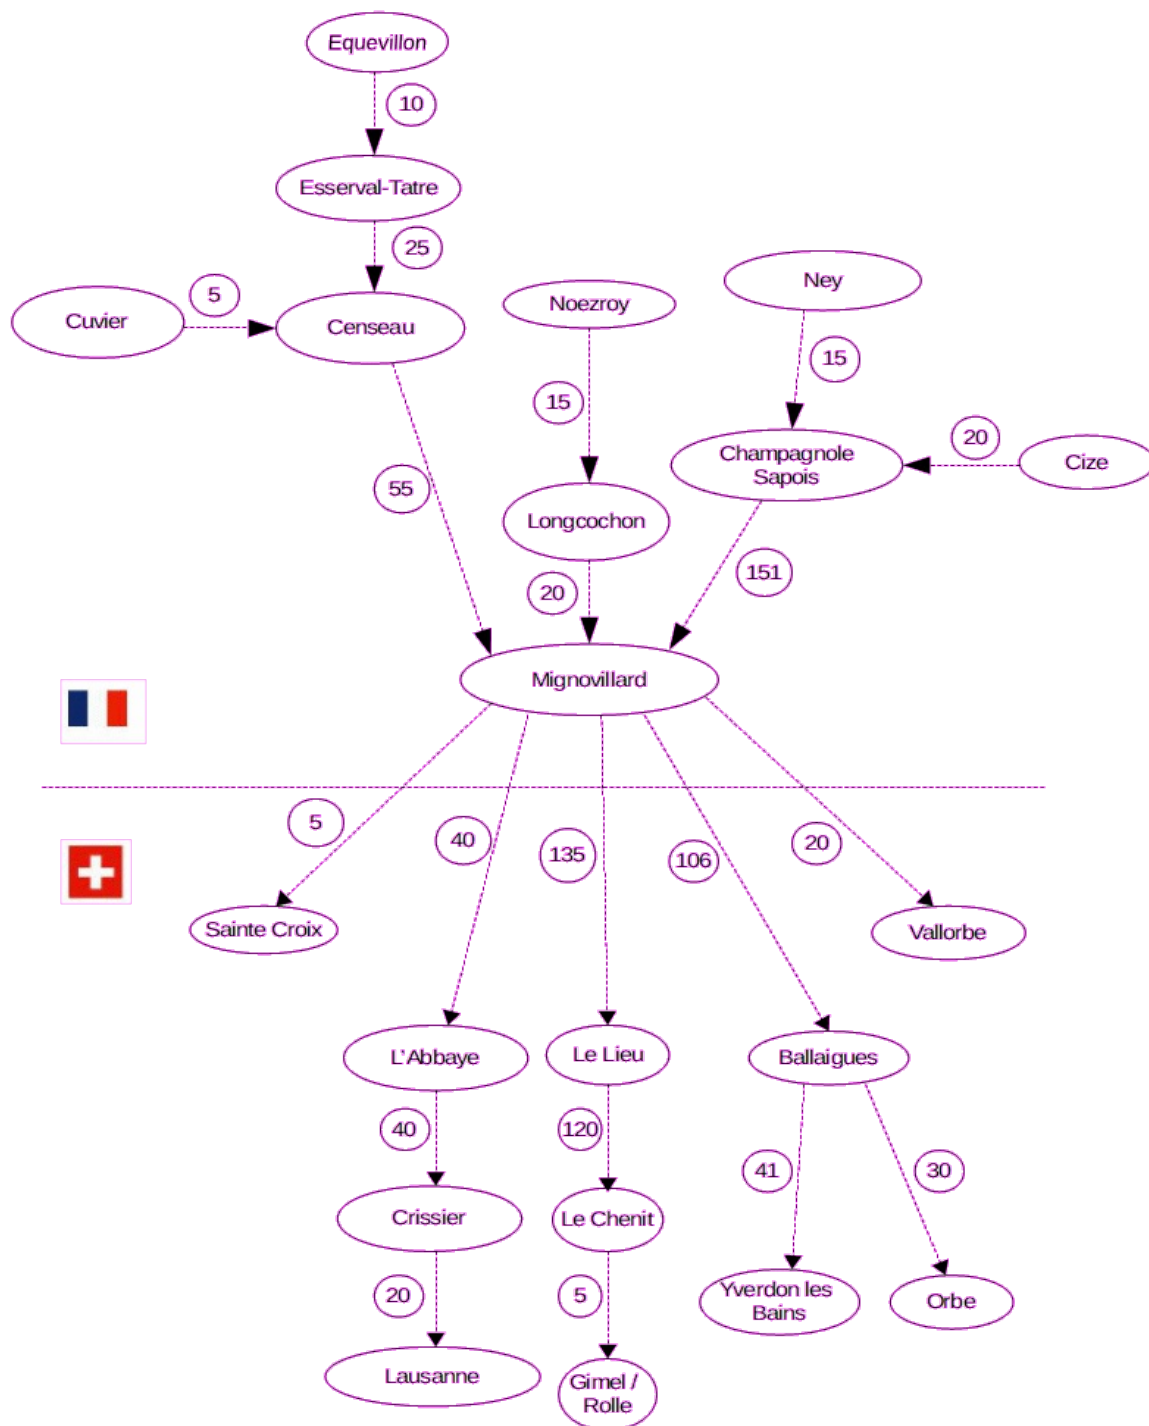 Equevillon
10
Esserval-Tatre
25
Cuvier
5
Censeau
Noezroy
Ney
15
15
Champagnole
Sapois
20
Cize
55
Longcochon
20
151
Mignovillard
5
40
135
106
20
Sainte Croix
Vallorbe
L'Abbaye
Le Lieu
Ballaigues
40
120
41
30
Crissier
Le Chenit
20
5
Yverdon les
Bains
Orbe
Lausanne
Gimel /
Rolle